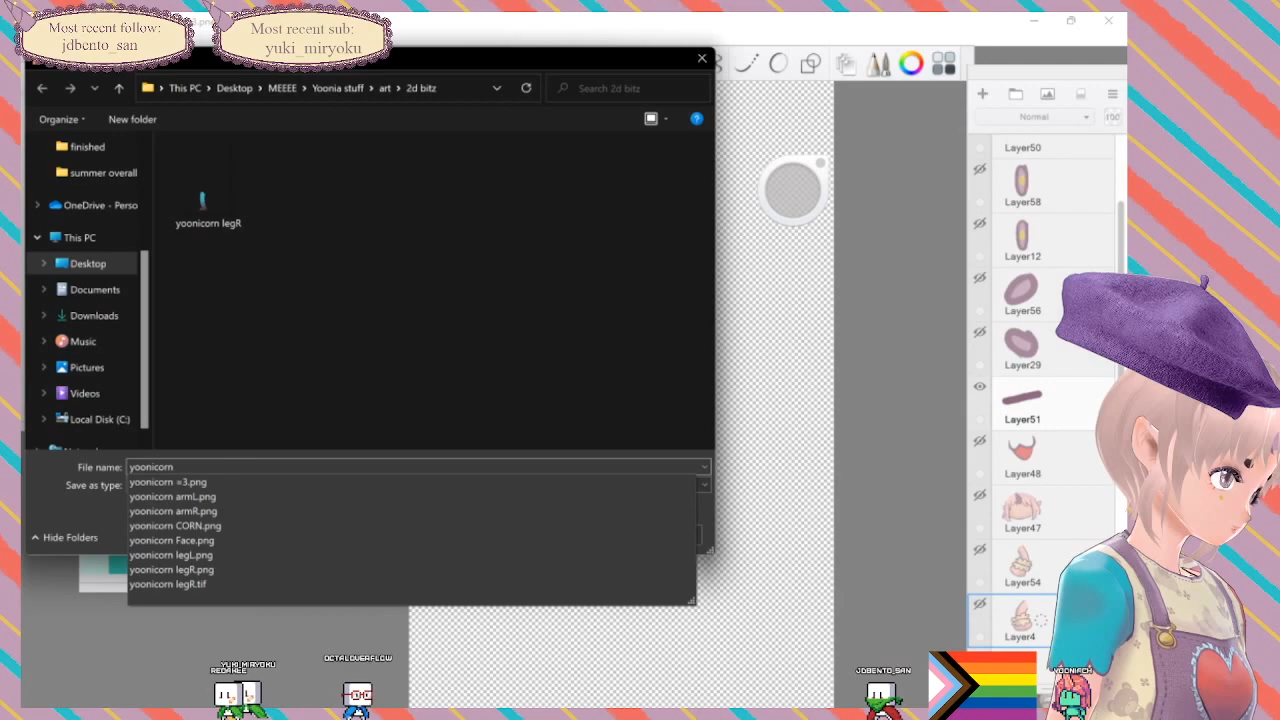 Most recent follow:
jdbento_san
Most recent sub:
yuki_miryoku
This PC
Desktop
MEEEE
Yoonia stuff
art
2d bitz
Search 2d bitz
Organize
New folder
finished
summer overall
OneDrive - Perso
This PC
Desktop
Documents
Downloads
Music
Pictures
Videos
Local Disk (C:)
yoonicorn legR
File name:
yoonicorn
Save as type:
yoonicorn =3.png
yoonicorn armL.png
yoonicorn armR.png
yoonicorn CORN.png
yoonicorn Face.png
yoonicorn legL.png
yoonicorn legR.png
yoonicorn legR.tif
Hide Folders
Normal
100
Layer50
Layer58
Layer12
Layer56
Layer29
Layer51
Layer48
Layer47
Layer54
Layer4
YUKI_MIRYOKU
OCTALOVERFLOW
JDBENTO_SAN